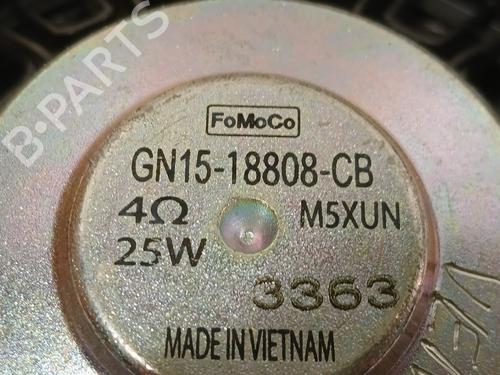 B-PARTS
FoMoCo
GN15-18808-CB
4Ω M5XUN
25W
3363
MADE IN VIETNAM